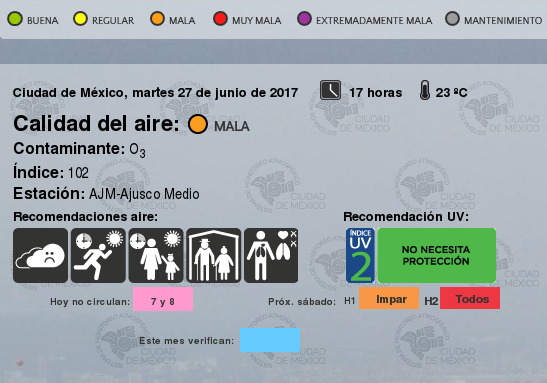 BUENA REGULAR MALA MUY MALA EXTREMADAMENTE MALA MANTENIMIENTO
Ciudad de México, martes 27 de junio de 2017 17 horas 23 ºC
Calidad del aire: MALA
Contaminante: O3
Índice: 102
Estación: AJM-Ajusco Medio
Recomendaciones aire: Recomendación UV:
ÍNDICE
UV
2
NO NECESITA
PROTECCIÓN
Hoy no circulan: 7 y 8 Próx. sábado: H1 Impar H2 Todos
Este mes verifican:
CIUDAD
DE MÉXICO